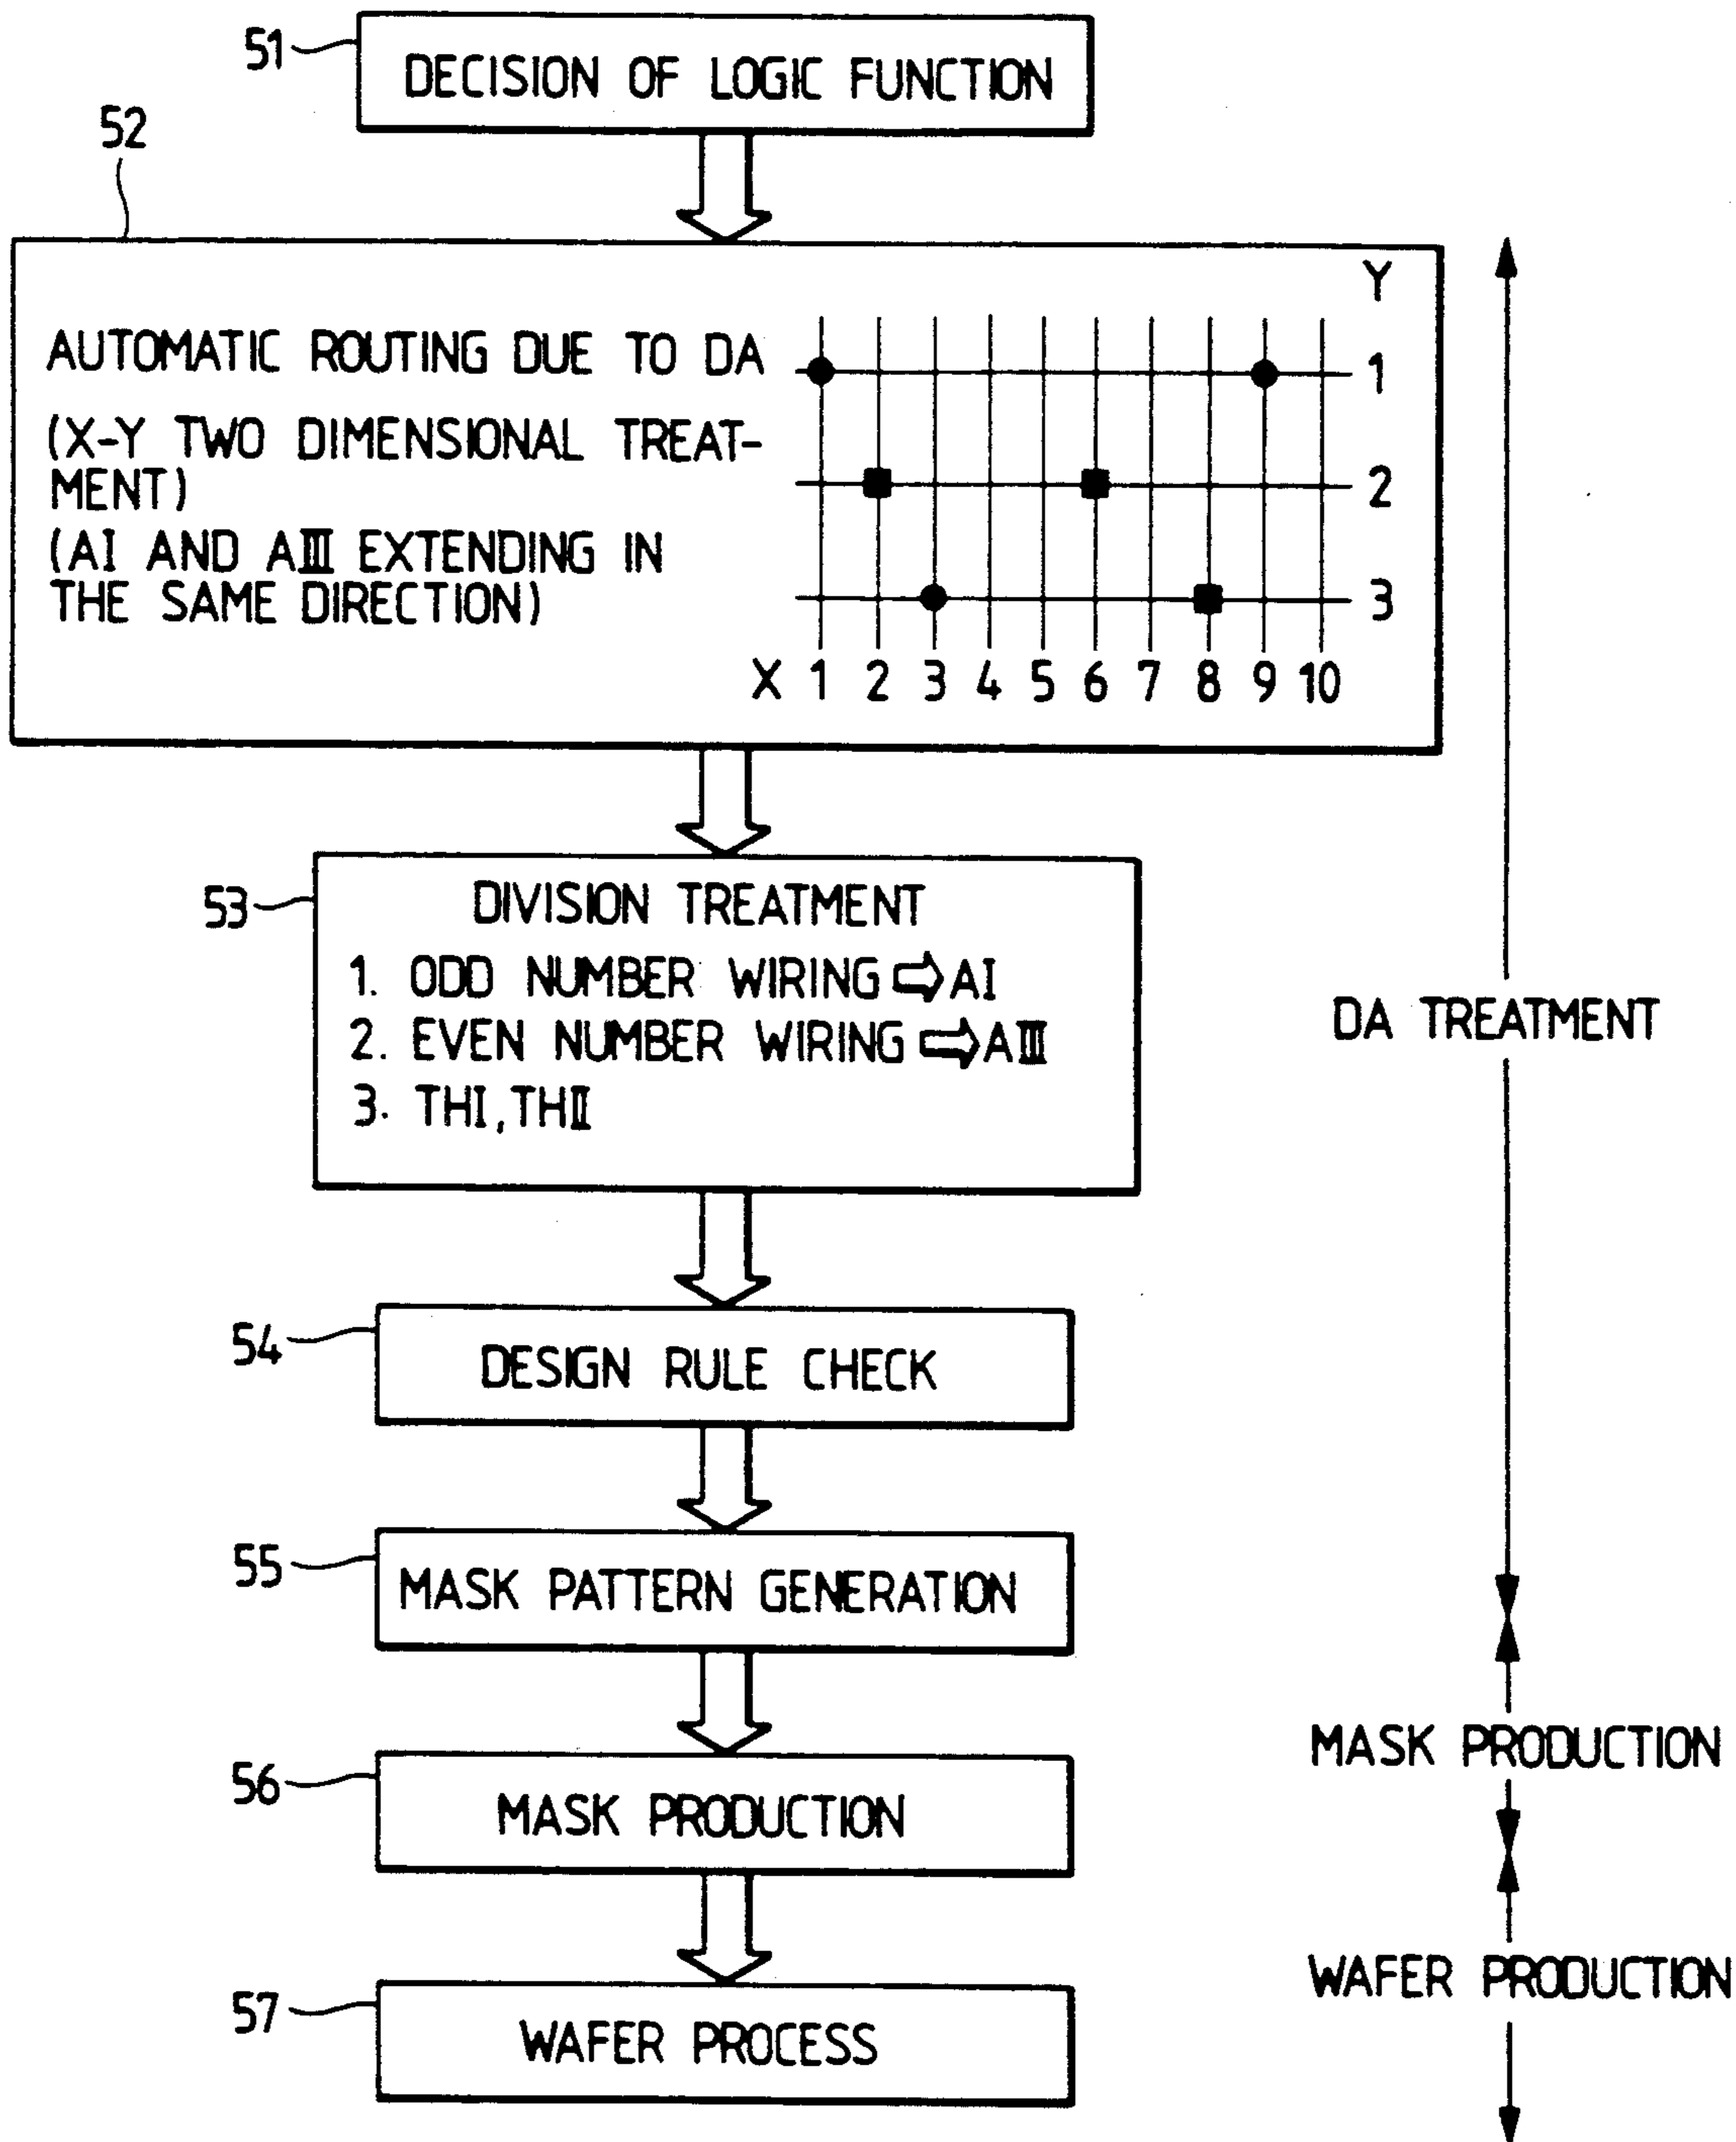 51
DECISION OF LOGIC FUNCTION
52
Y
AUTOMATIC ROUTING DUE TO DA
(X-Y TWO DIMENSIONAL TREAT-
MENT)
(AI AND AIII EXTENDING IN
THE SAME DIRECTION)
1
2
3
X 1 2 3 4 5 6 7 8 9 10
53
DIVISION TREATMENT
1. ODD NUMBER WIRING ⇨ AI
2. EVEN NUMBER WIRING ⇨ AIII
3. THI, THII
DA TREATMENT
54
DESIGN RULE CHECK
55
MASK PATTERN GENERATION
56
MASK PRODUCTION
MASK PRODUCTION
57
WAFER PROCESS
WAFER PRODUCTION